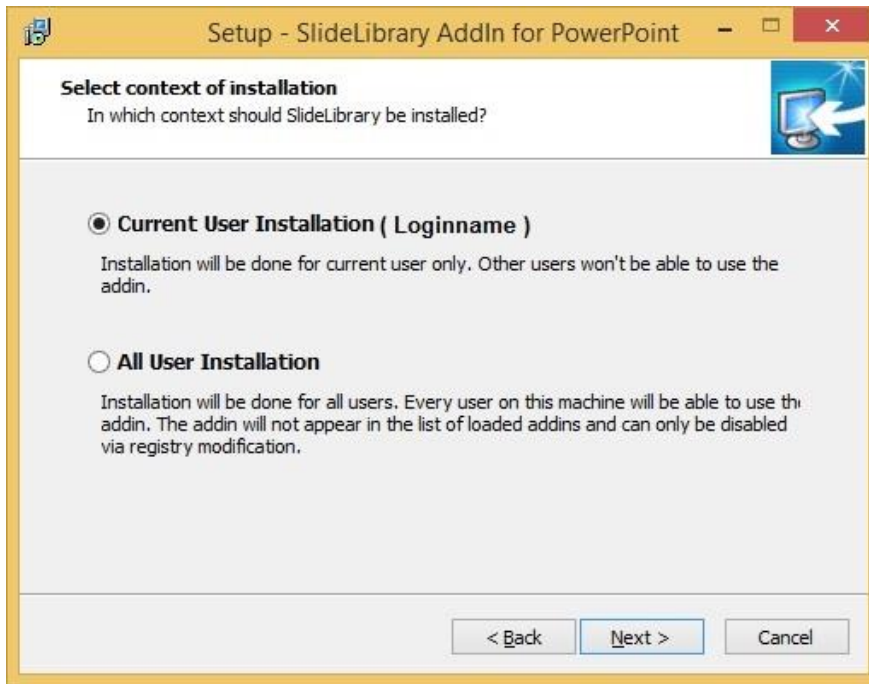 Setup - SlideLibrary AddIn for PowerPoint
Select context of installation
In which context should SlideLibrary be installed?
Current User Installation ( Loginname )
Installation will be done for current user only. Other users won't be able to use the
addin.
All User Installation
Installation will be done for all users. Every user on this machine will be able to use the
addin. The addin will not appear in the list of loaded addins and can only be disabled
via registry modification.
< Back Next > Cancel